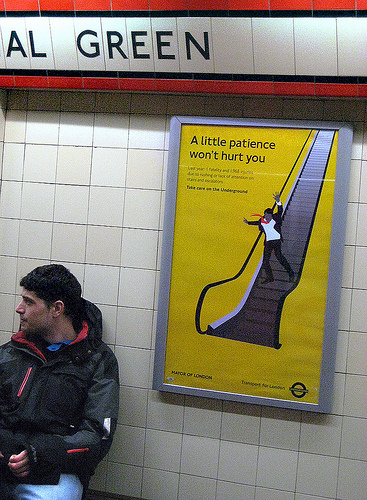 AL GREEN
A little patience
won't hurt you
Take care on the Underground
MAYOR OF LONDON
Transport for London